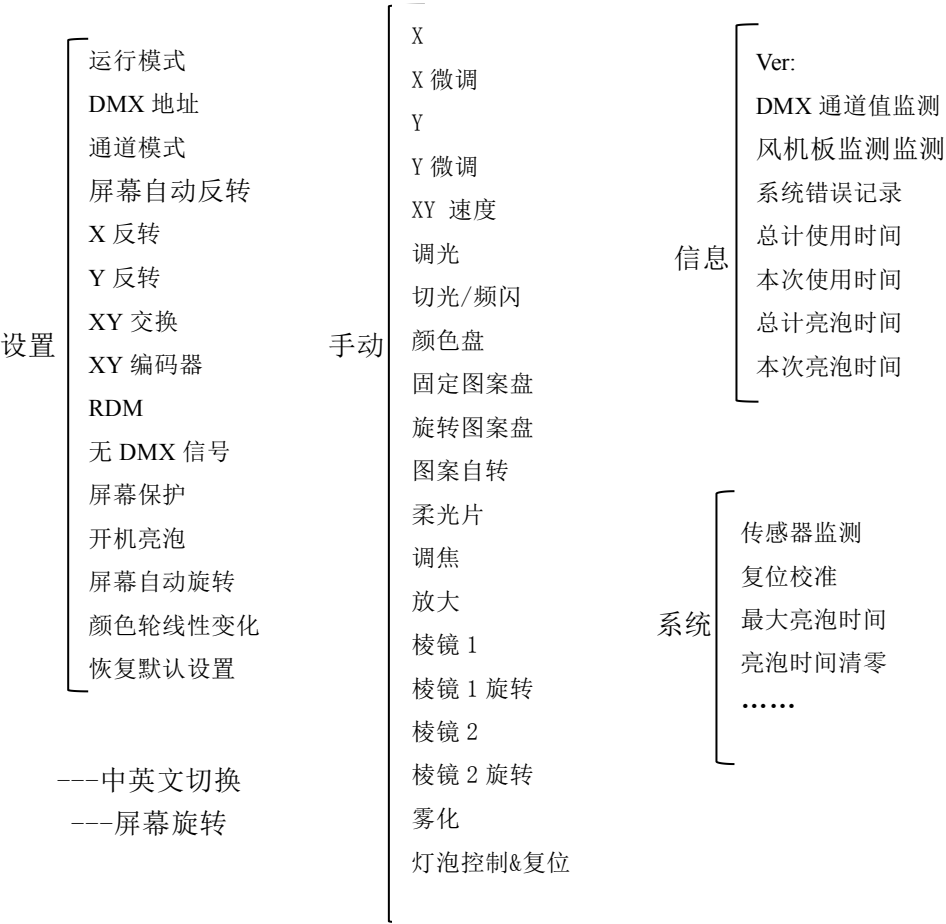 设置
运行模式
DMX 地址
通道模式
屏幕自动反转
X 反转
Y 反转
XY 交换
XY 编码器
RDM
无 DMX 信号
屏幕保护
开机亮泡
屏幕自动旋转
颜色轮线性变化
恢复默认设置
---中英文切换
---屏幕旋转
手动
X
X 微调
Y
Y 微调
XY 速度
调光
切光/频闪
颜色盘
固定图案盘
旋转图案盘
图案自转
柔光片
调焦
放大
棱镜 1
棱镜 1 旋转
棱镜 2
棱镜 2 旋转
雾化
灯泡控制&复位
信息
Ver:
DMX 通道值监测
风机板监测监测
系统错误记录
总计使用时间
本次使用时间
总计亮泡时间
本次亮泡时间
系统
传感器监测
复位校准
最大亮泡时间
亮泡时间清零
……